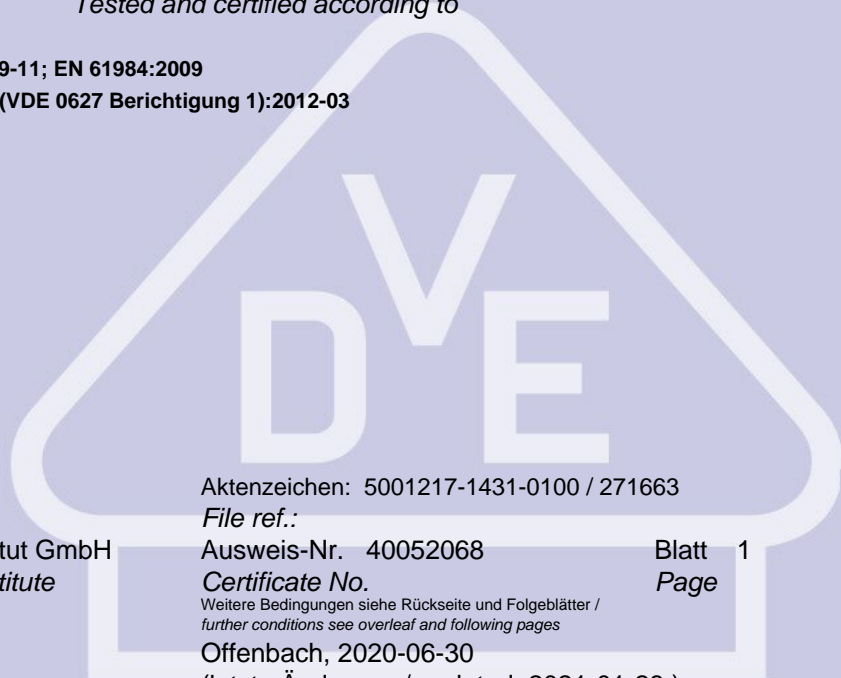 Tested and certified according to
9-11; EN 61984:2009
(VDE 0627 Berichtigung 1):2012-03
VDE
Aktenzeichen: 5001217-1431-0100 / 271663
File ref.:
tut GmbH Ausweis-Nr. 40052068 Blatt 1
titute Certificate No. Page
Weitere Bedingungen siehe Rückseite und Folgeblätter /
further conditions see overleaf and following pages
Offenbach, 2020-06-30